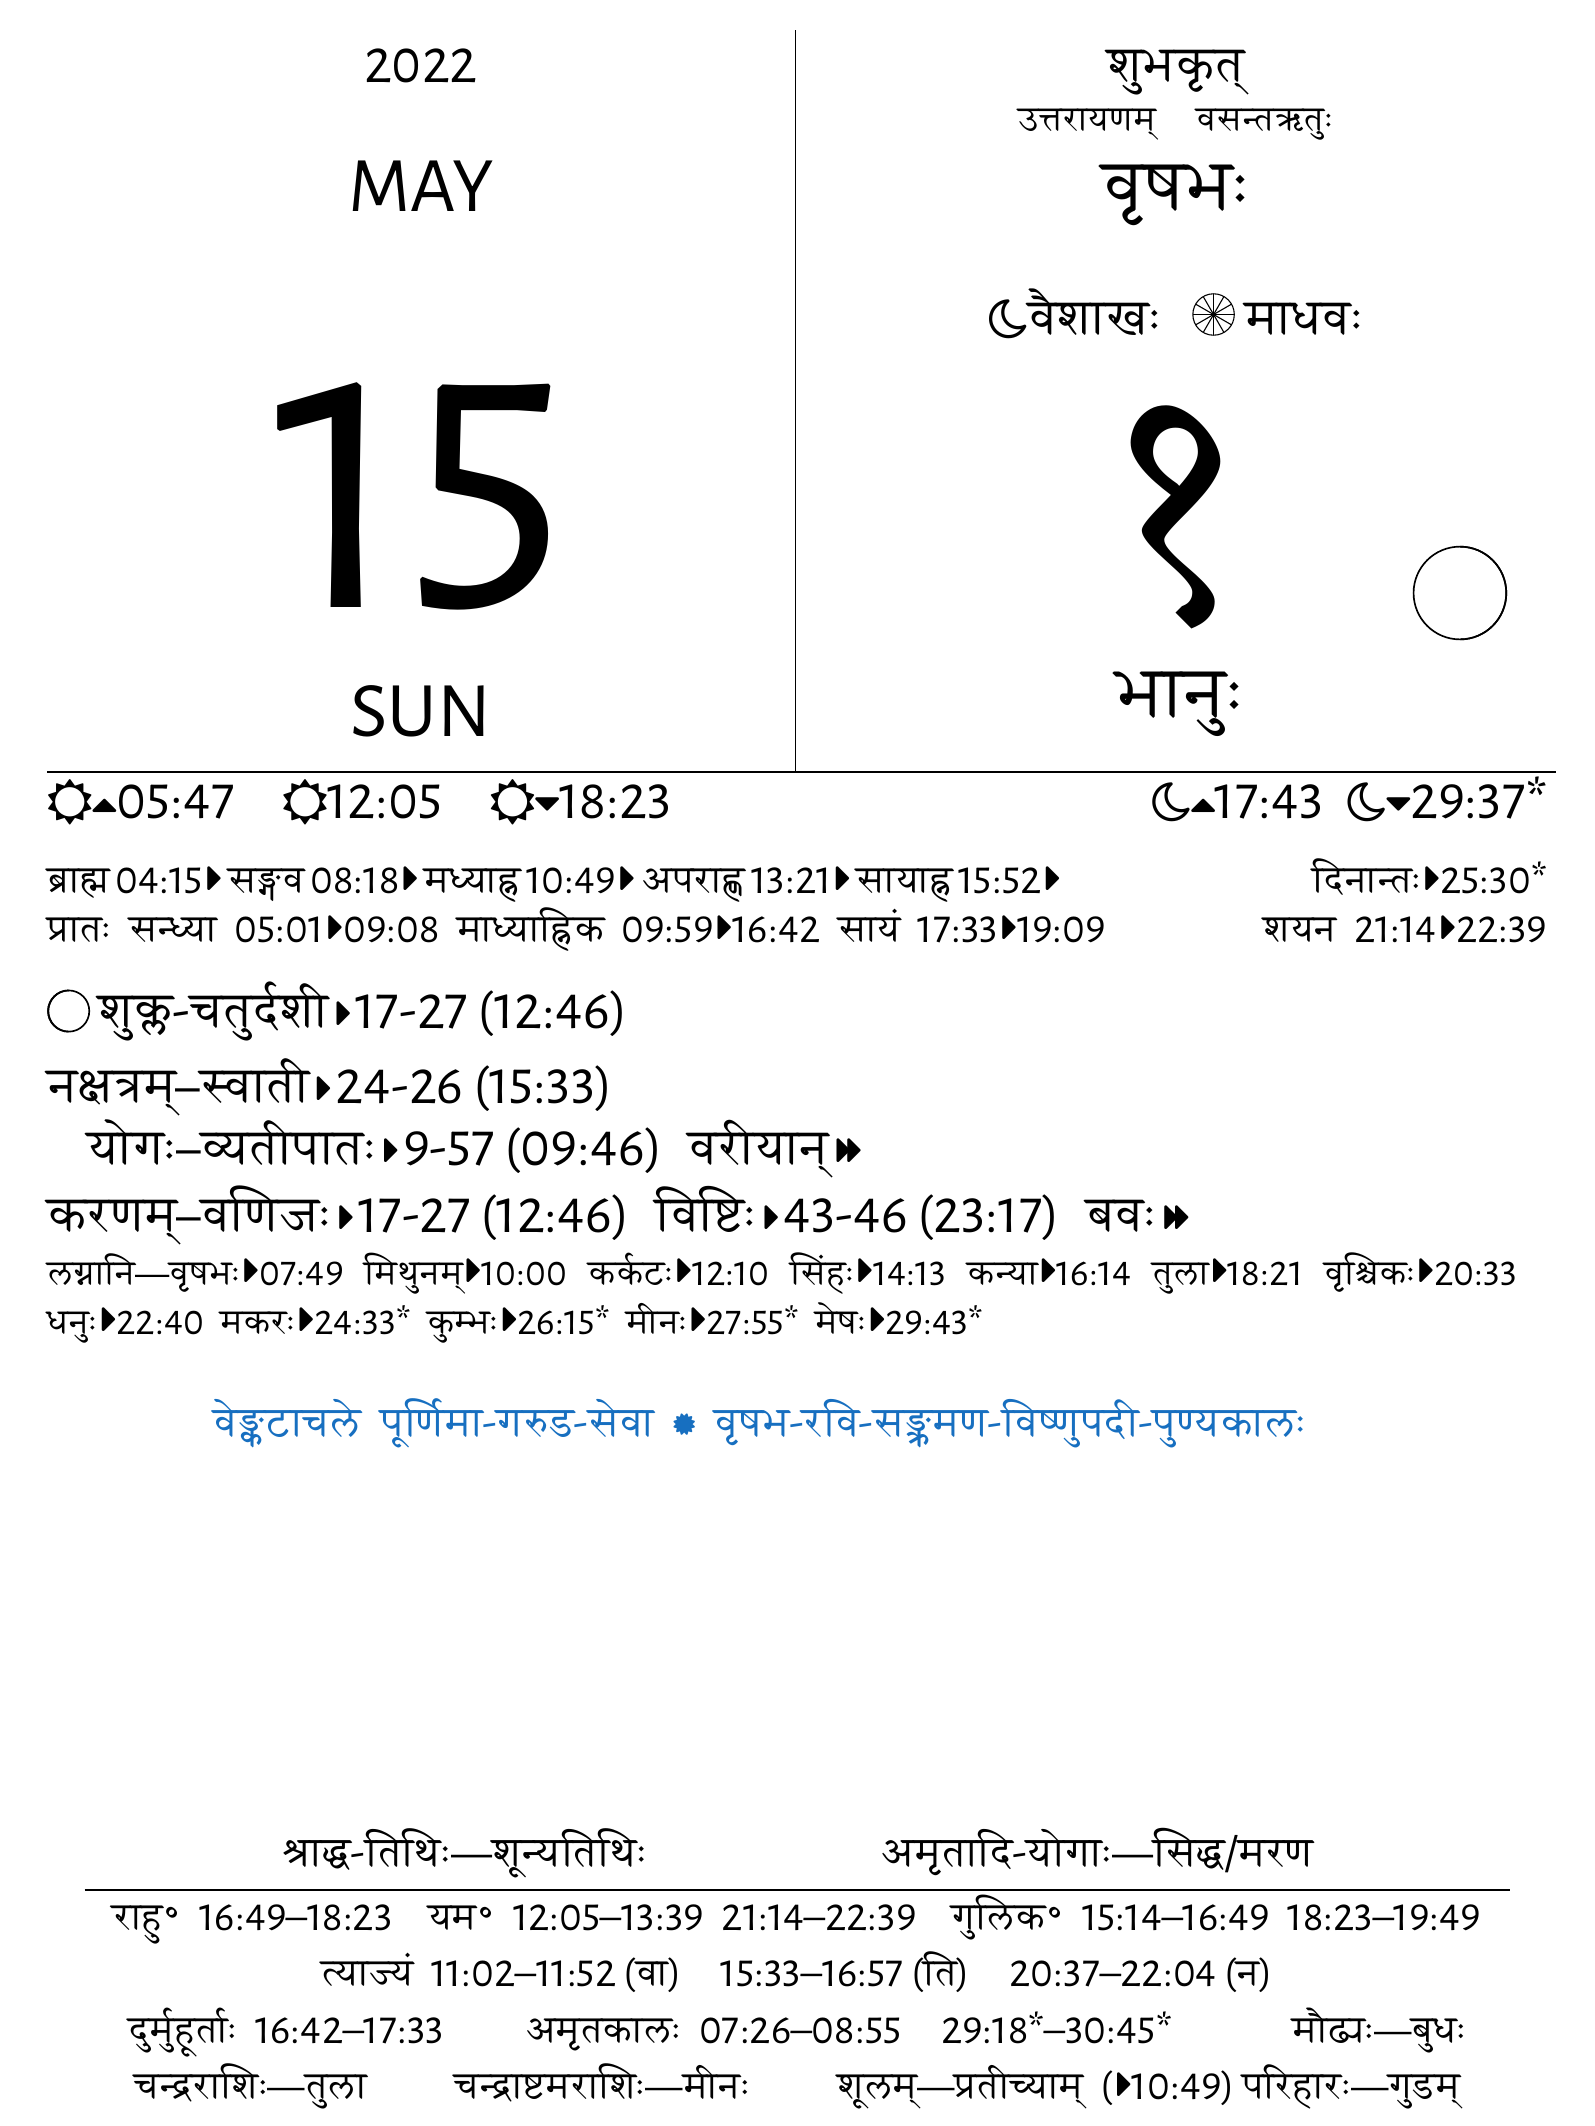 2022
MAY
15
SUN
शुभकृत्
उत्तरायणम् वसन्तऋतुः
वृषभः
वैशाखः माधवः
१
भानुः
05:47 12:05 18:23 17:43 29:37*
ब्राह्म 04:15 सङ्गव 08:18 मध्याह्न 10:49 अपराह्ण 13:21 सायाह्न 15:52 दिनान्तः 25:30*
प्रातः सन्ध्या 05:01 09:08 माध्याह्निक 09:59 16:42 सायं 17:33 19:09 शयन 21:14 22:39
शुक्ल-चतुर्दशी 17-27 (12:46)
नक्षत्रम्–स्वाती 24-26 (15:33)
योगः–व्यतीपातः 9-57 (09:46) वरीयान्
करणम्–वणिजः 17-27 (12:46) विष्टिः 43-46 (23:17) बवः
लग्नानि—वृषभः 07:49 मिथुनम् 10:00 कर्कटः 12:10 सिंहः 14:13 कन्या 16:14 तुला 18:21 वृश्चिकः 20:33
धनुः 22:40 मकरः 24:33* कुम्भः 26:15* मीनः 27:55* मेषः 29:43*
वेङ्कटाचले पूर्णिमा-गरुड-सेवा ✹ वृषभ-रवि-सङ्क्रमण-विष्णुपदी-पुण्यकालः
श्राद्ध-तिथिः—शून्यतिथिः अमृतादि-योगाः—सिद्ध/मरण
राहु॰ 16:49–18:23 यम॰ 12:05–13:39 21:14–22:39 गुलिक॰ 15:14–16:49 18:23–19:49
त्याज्यं 11:02–11:52 (वा) 15:33–16:57 (ति) 20:37–22:04 (न)
दुर्मुहूर्ताः 16:42–17:33 अमृतकालः 07:26–08:55 29:18*–30:45* मौढ्यः—बुधः
चन्द्रराशिः—तुला चन्द्राष्टमराशिः—मीनः शूलम्—प्रतीच्याम् (10:49) परिहारः—गुडम्